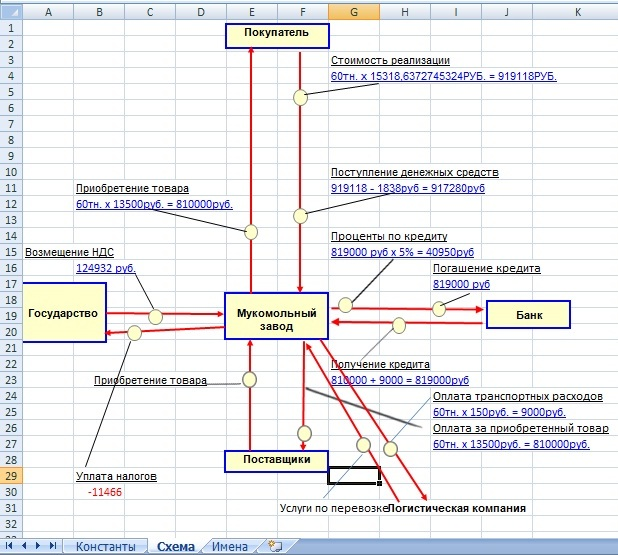 A B C D E F G H I J K
1 Покупатель
2
3 Стоимость реализации
4 60тн. х 15318,6372745324РУБ. = 919118РУБ.
5
6
7
8
9
10 Поступление денежных средств
11 Приобретение товара 919118 - 1838руб = 917280руб
12 60тн. х 13500руб. = 810000руб.
13
14 Проценты по кредиту
15 Возмещение НДС 819000 руб х 5% = 40950руб
16 124932 руб. Погашение кредита
17 819000 руб
18 Мукомольный
19 Государство завод Банк
20
21
22 Получение кредита
23 Приобретение товара 810000 + 9000 = 819000руб
24 Оплата транспортных расходов
25 60тн. х 150руб. = 9000руб.
26 Оплата за приобретенный товар
27 60тн. х 13500руб. = 810000руб.
28 Поставщики
29 Уплата налогов
30 -11466
31 Услуги по перевозке Логистическая компания
32
33
Константы Схема Имена